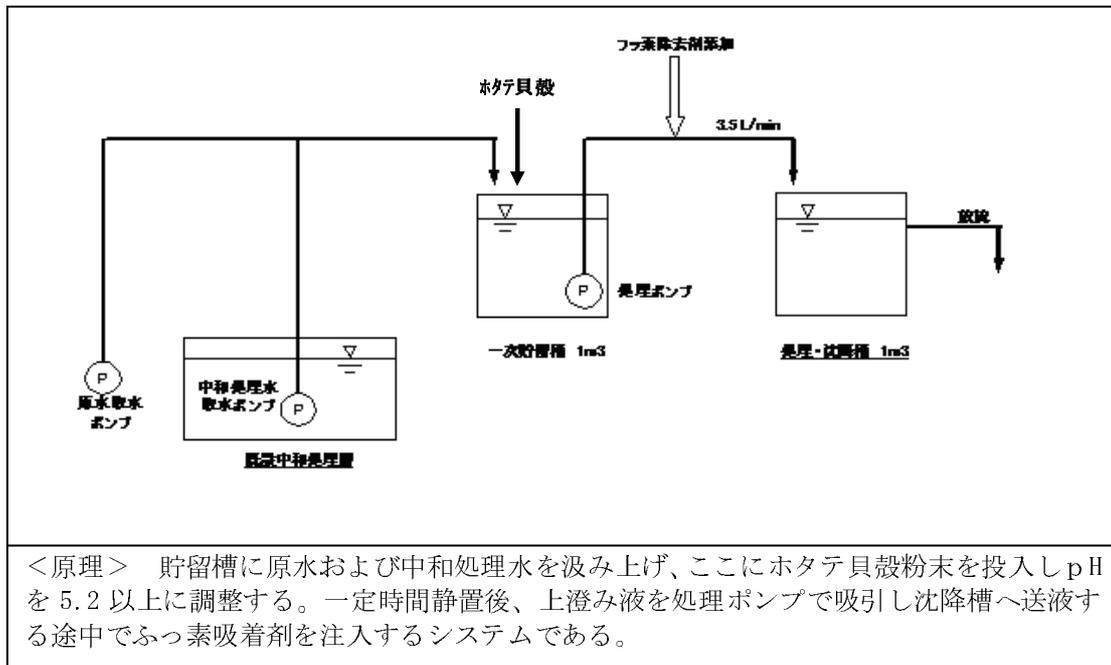 フッ素除去剤添加
ホタテ貝殻
3.5L/min
放流
P
処理ポンプ
一次貯留槽 1m3
処理・沈降槽 1m3
P
原水取水
ポンプ
中和処理水
取水ポンプ
P
既設中和処理層
＜原理＞　貯留槽に原水および中和処理水を汲み上げ、ここにホタテ貝殻粉末を投入しｐH
を 5.2 以上に調整する。一定時間静置後、上澄み液を処理ポンプで吸引し沈降槽へ送液す
る途中でふっ素吸着剤を注入するシステムである。